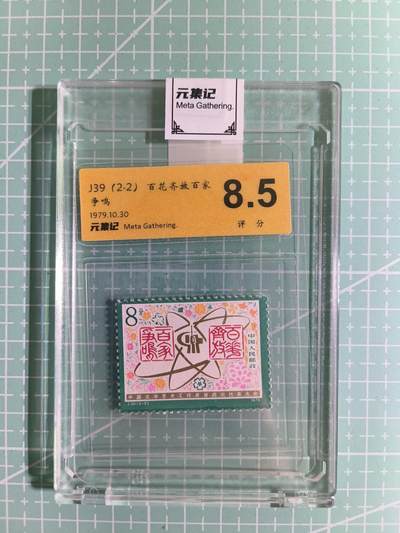 元集记
Meta Gathering.
J39 (2-2) 百花齐放百家
争鸣
1979.10.30
元集记 Meta Gathering.
8.5
评 分
8分
百花
齐放
百家
争鸣
中国人民邮政